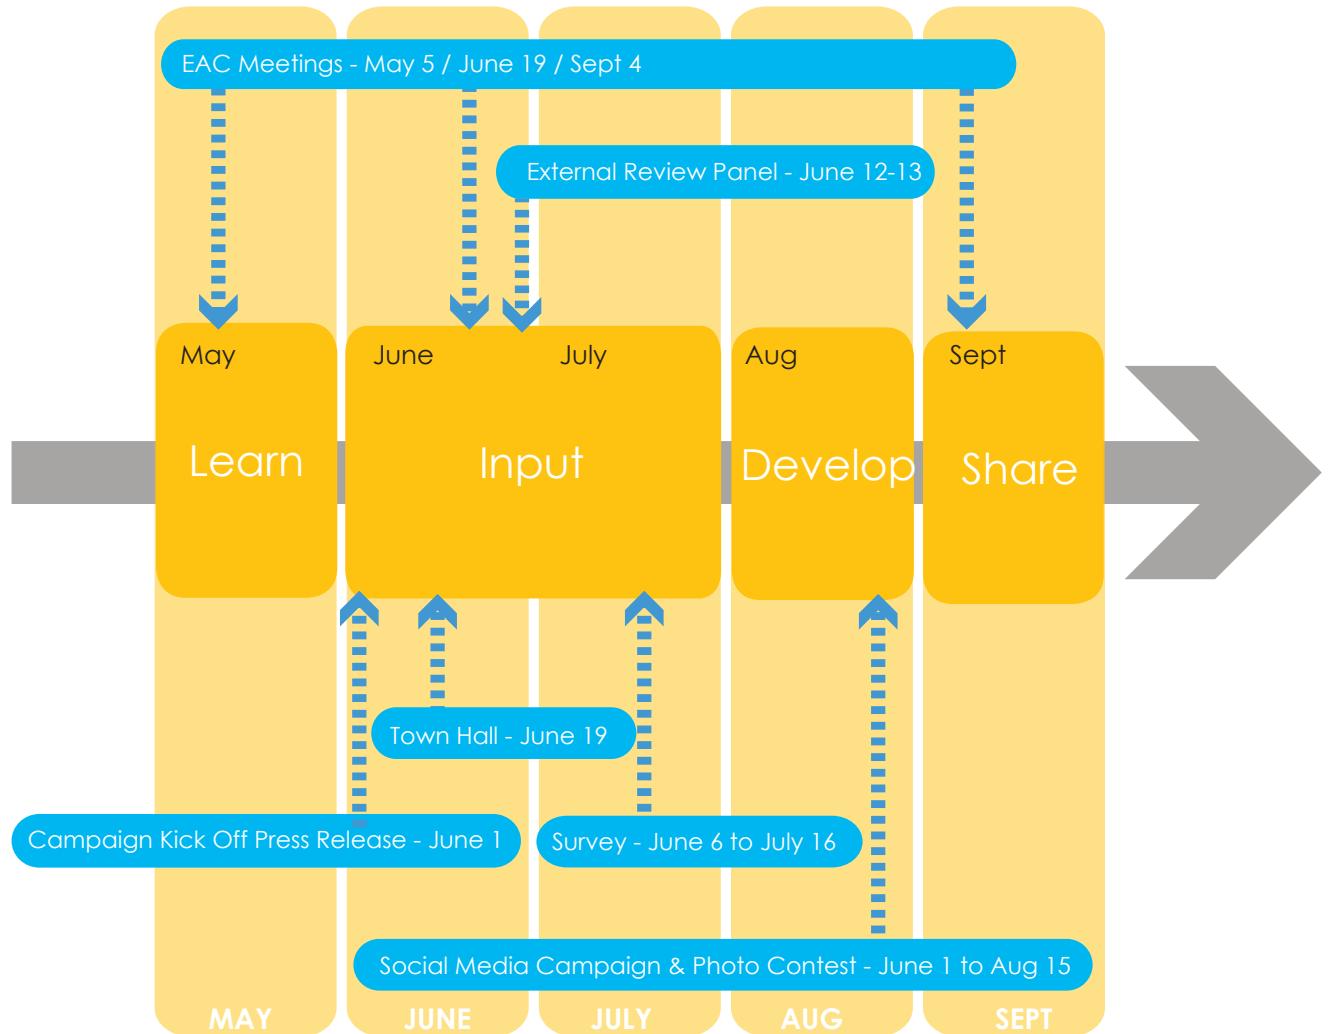 EAC Meetings - May 5 / June 19 / Sept 4
External Review Panel - June 12-13
May
June
July
Aug
Sept
Learn
Input
Develop
Share
Town Hall - June 19
Campaign Kick Off Press Release - June 1
Survey - June 6 to July 16
Social Media Campaign & Photo Contest - June 1 to Aug 15
MAY
JUNE
JULY
AUG
SEPT